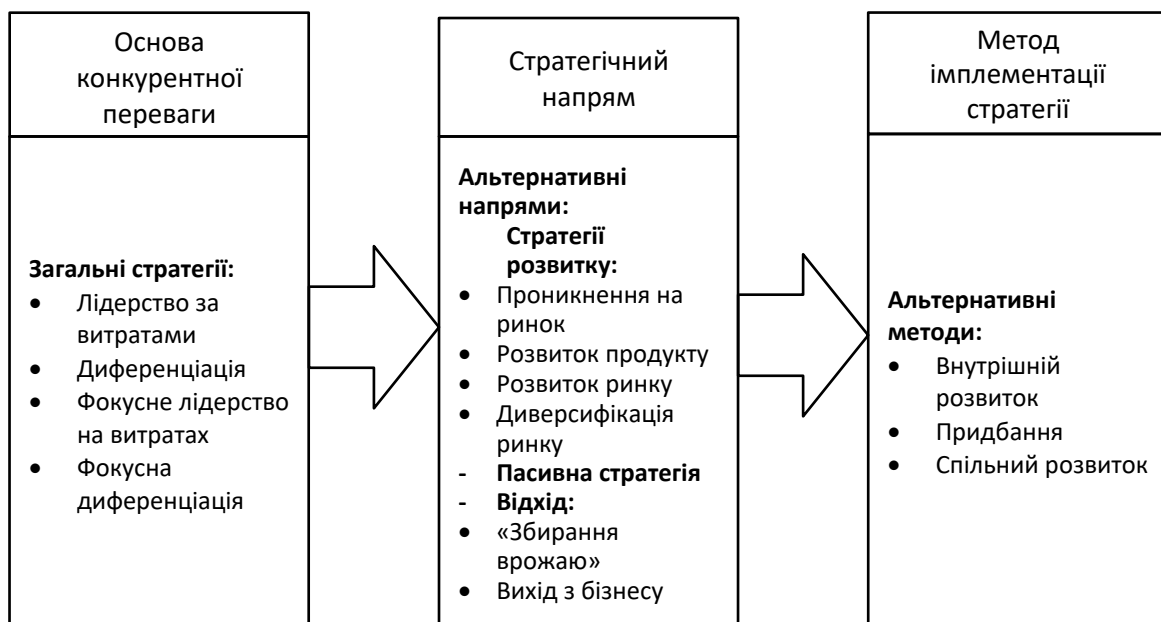 Основа
конкурентної
переваги
Загальні стратегії:
• Лідерство за
витратами
• Диференціація
• Фокусне лідерство
на витратах
• Фокусна
диференціація
Стратегічний
напрям
Альтернативні
напрями:
Стратегії
розвитку:
• Проникнення на
ринок
• Розвиток продукту
• Розвиток ринку
• Диверсифікація
ринку
- Пасивна стратегія
- Відхід:
• «Збирання
врожаю»
• Вихід з бізнесу
Метод
імплементації
стратегії
Альтернативні
методи:
• Внутрішній
розвиток
• Придбання
• Спільний розвиток